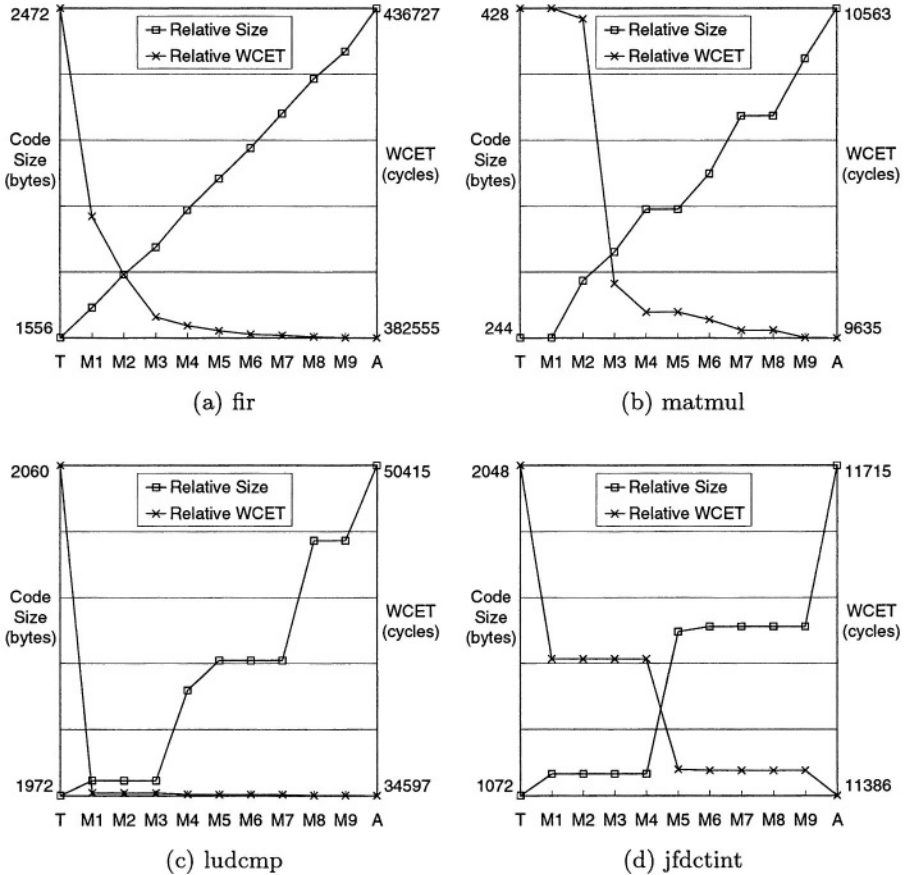 2472
436727
Relative Size
Relative WCET
Code
Size
(bytes)
WCET
(cycles)
1556
382555
T M1 M2 M3 M4 M5 M6 M7 M8 M9 A
(a) fir
428
10563
Relative Size
Relative WCET
Code
Size
(bytes)
WCET
(cycles)
244
9635
T M1 M2 M3 M4 M5 M6 M7 M8 M9 A
(b) matmul
2060
50415
Relative Size
Relative WCET
Code
Size
(bytes)
WCET
(cycles)
1972
34597
T M1 M2 M3 M4 M5 M6 M7 M8 M9 A
(c) ludcmp
2048
11715
Relative Size
Relative WCET
Code
Size
(bytes)
WCET
(cycles)
1072
11386
T M1 M2 M3 M4 M5 M6 M7 M8 M9 A
(d) jfdctint